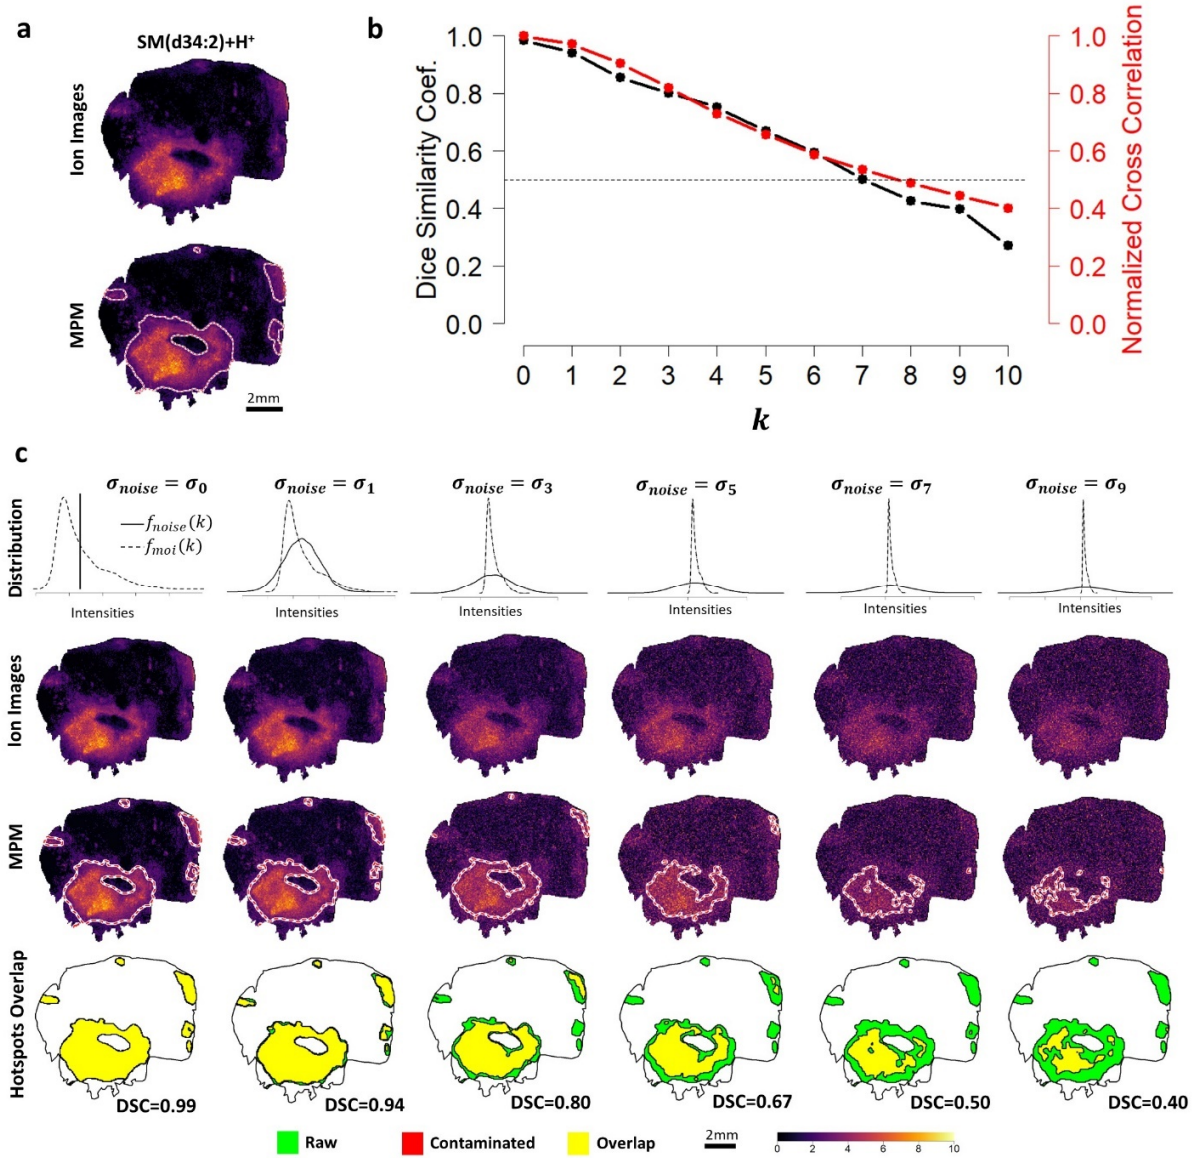 a
SM(d34:2)+H⁺
Ion Images
MPM
2mm
b
Dice Similarity Coef.
1.0
0.8
0.6
0.4
0.2
0.0
Normalized Cross Correlation
1.0
0.8
0.6
0.4
0.2
0.0
0 1 2 3 4 5 6 7 8 9 10
k
c
σnoise = σ0 σnoise = σ1 σnoise = σ3 σnoise = σ5 σnoise = σ7 σnoise = σ9
Distribution
fnoise(k)
fmoi(k)
Intensities Intensities Intensities Intensities Intensities Intensities
Ion Images
MPM
Hotspots Overlap
DSC=0.99 DSC=0.94 DSC=0.80 DSC=0.67 DSC=0.50 DSC=0.40
Raw Contaminated Overlap 2mm
0 2 4 6 8 10